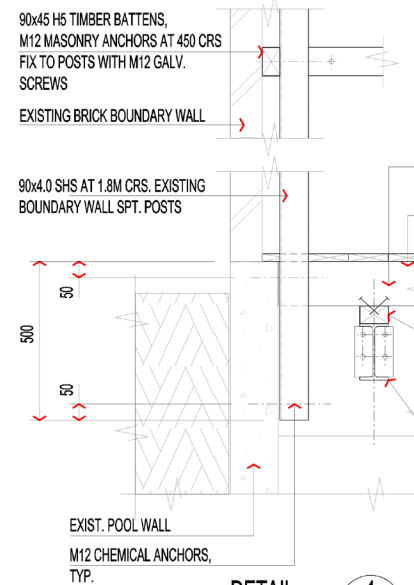 90x45 H5 TIMBER BATTENS,
M12 MASONRY ANCHORS AT 450 CRS
FIX TO POSTS WITH M12 GALV.
SCREWS
EXISTING BRICK BOUNDARY WALL
90x4.0 SHS AT 1.8M CRS. EXISTING
BOUNDARY WALL SPT. POSTS
50
500
50
EXIST. POOL WALL
M12 CHEMICAL ANCHORS,
TYP.
DETAIL